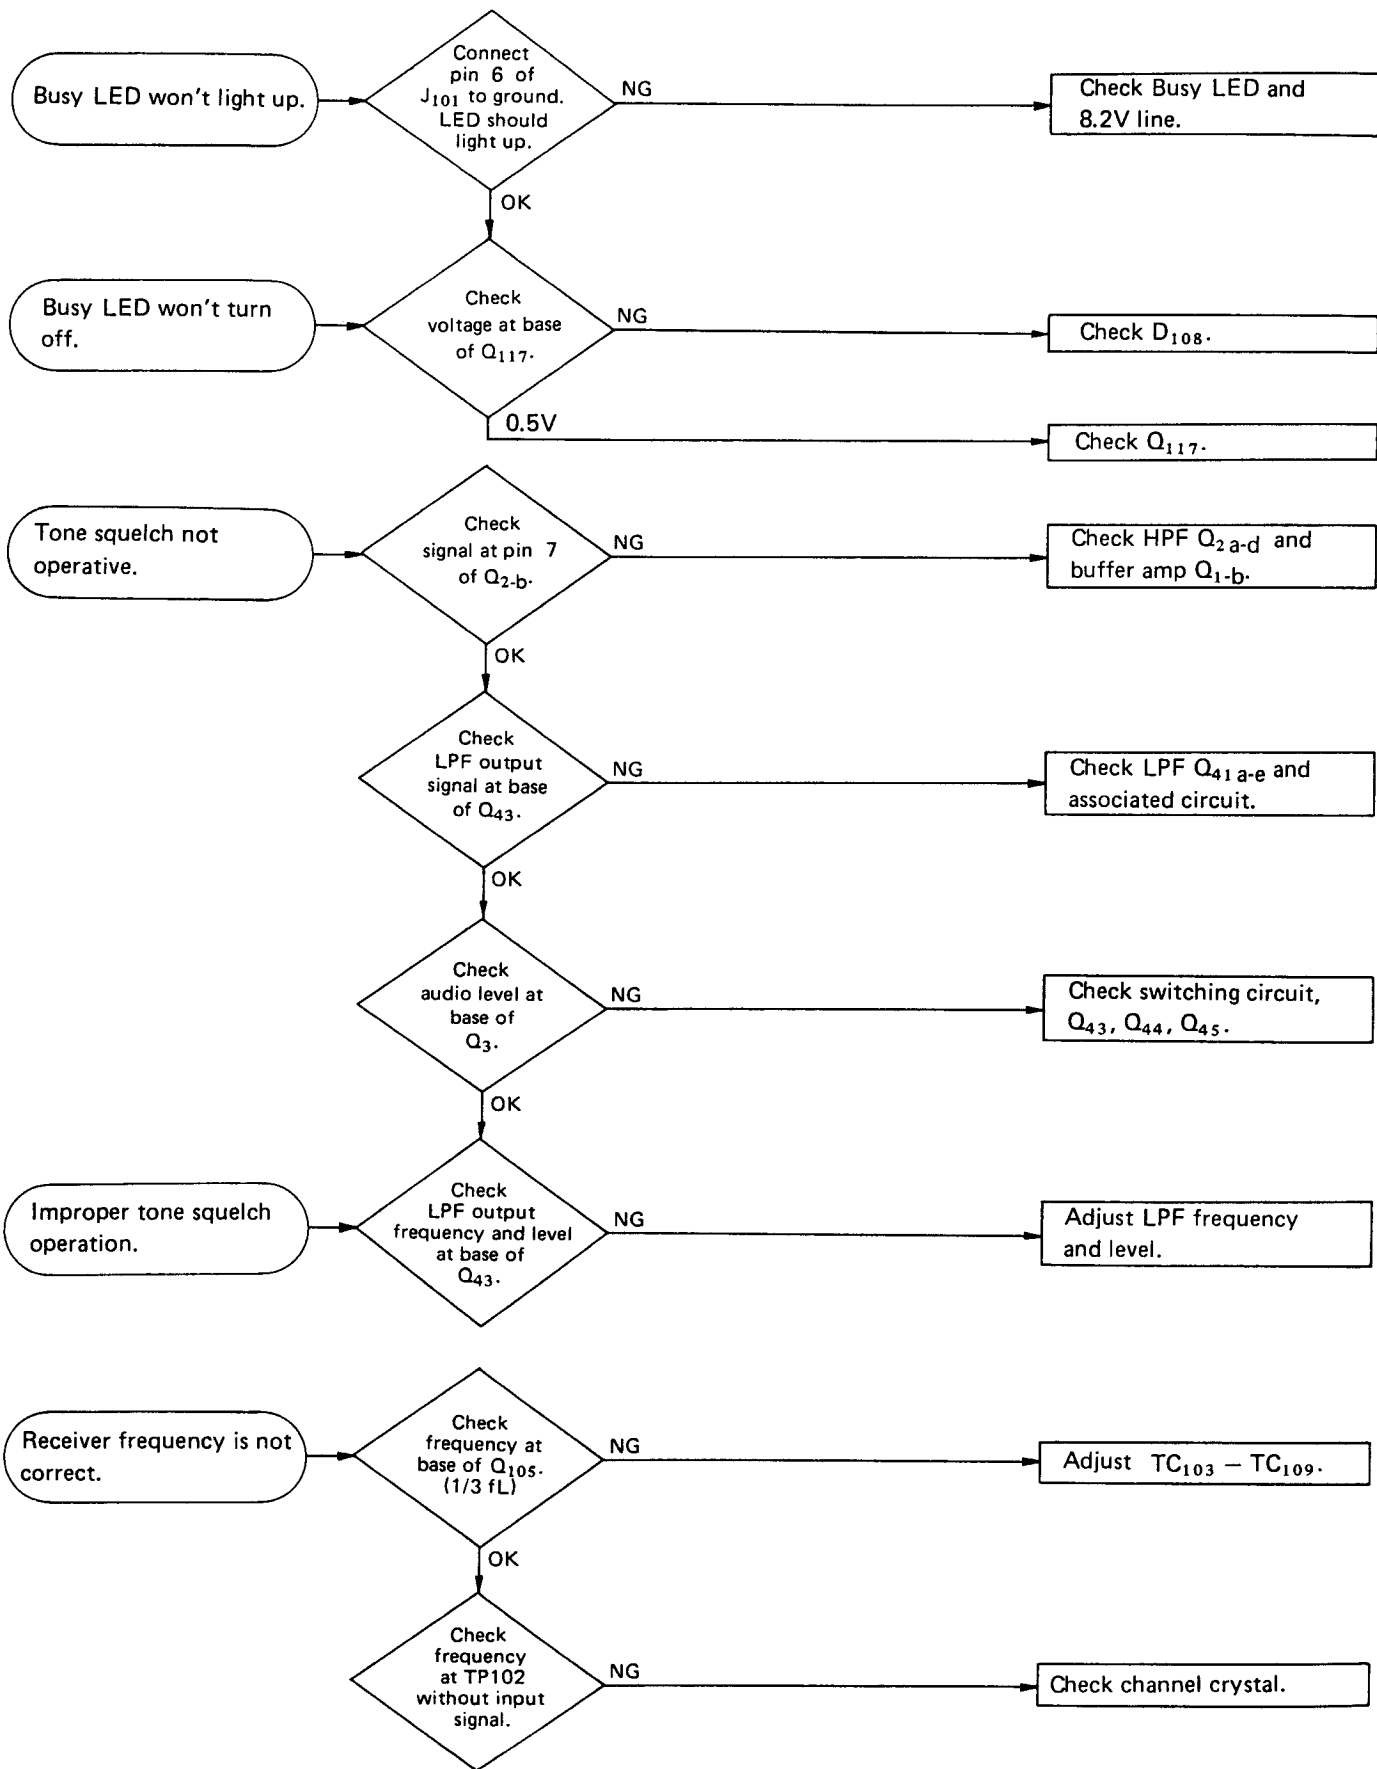 Busy LED won't light up.
Connect
pin 6 of
J101 to ground.
LED should
light up.
NG
Check Busy LED and
8.2V line.
OK
Busy LED won't turn
off.
Check
voltage at base
of Q117.
NG
Check D108.
0.5V
Check Q117.
Tone squelch not
operative.
Check
signal at pin 7
of Q2-b.
NG
Check HPF Q2a-d and
buffer amp Q1-b.
OK
Check
LPF output
signal at base
of Q43.
NG
Check LPF Q41a-e and
associated circuit.
OK
Check
audio level at
base of
Q3.
NG
Check switching circuit,
Q43, Q44, Q45.
OK
Improper tone squelch
operation.
Check
LPF output
frequency and level
at base of
Q43.
NG
Adjust LPF frequency
and level.
Receiver frequency is not
correct.
Check
frequency at
base of Q105.
(1/3 fL)
NG
Adjust TC103 – TC109.
OK
Check
frequency
at TP102
without input
signal.
NG
Check channel crystal.